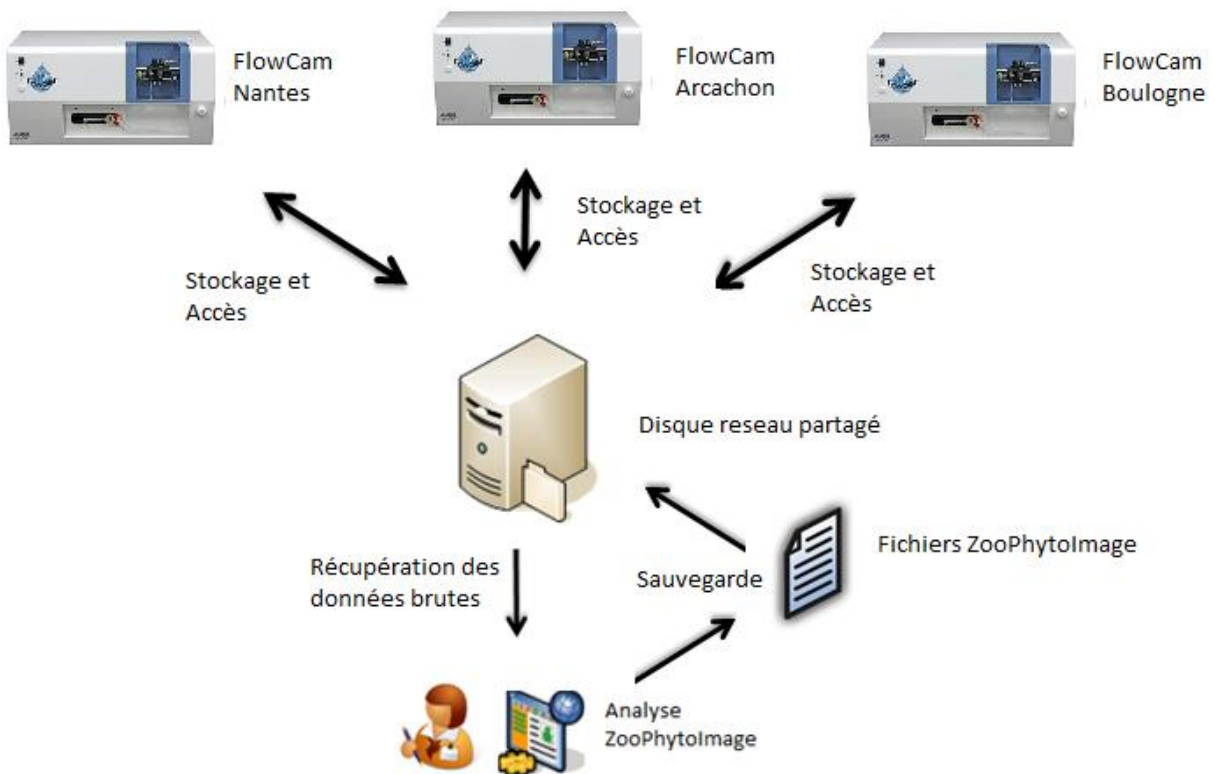 FlowCam
Nantes
FlowCam
Arcachon
FlowCam
Boulogne
Stockage et
Accès
Stockage et
Accès
Stockage et
Accès
Disque reseau partagé
Récupération des
données brutes
Sauvegarde
Fichiers ZooPhytoImage
Analyse
ZooPhytoImage